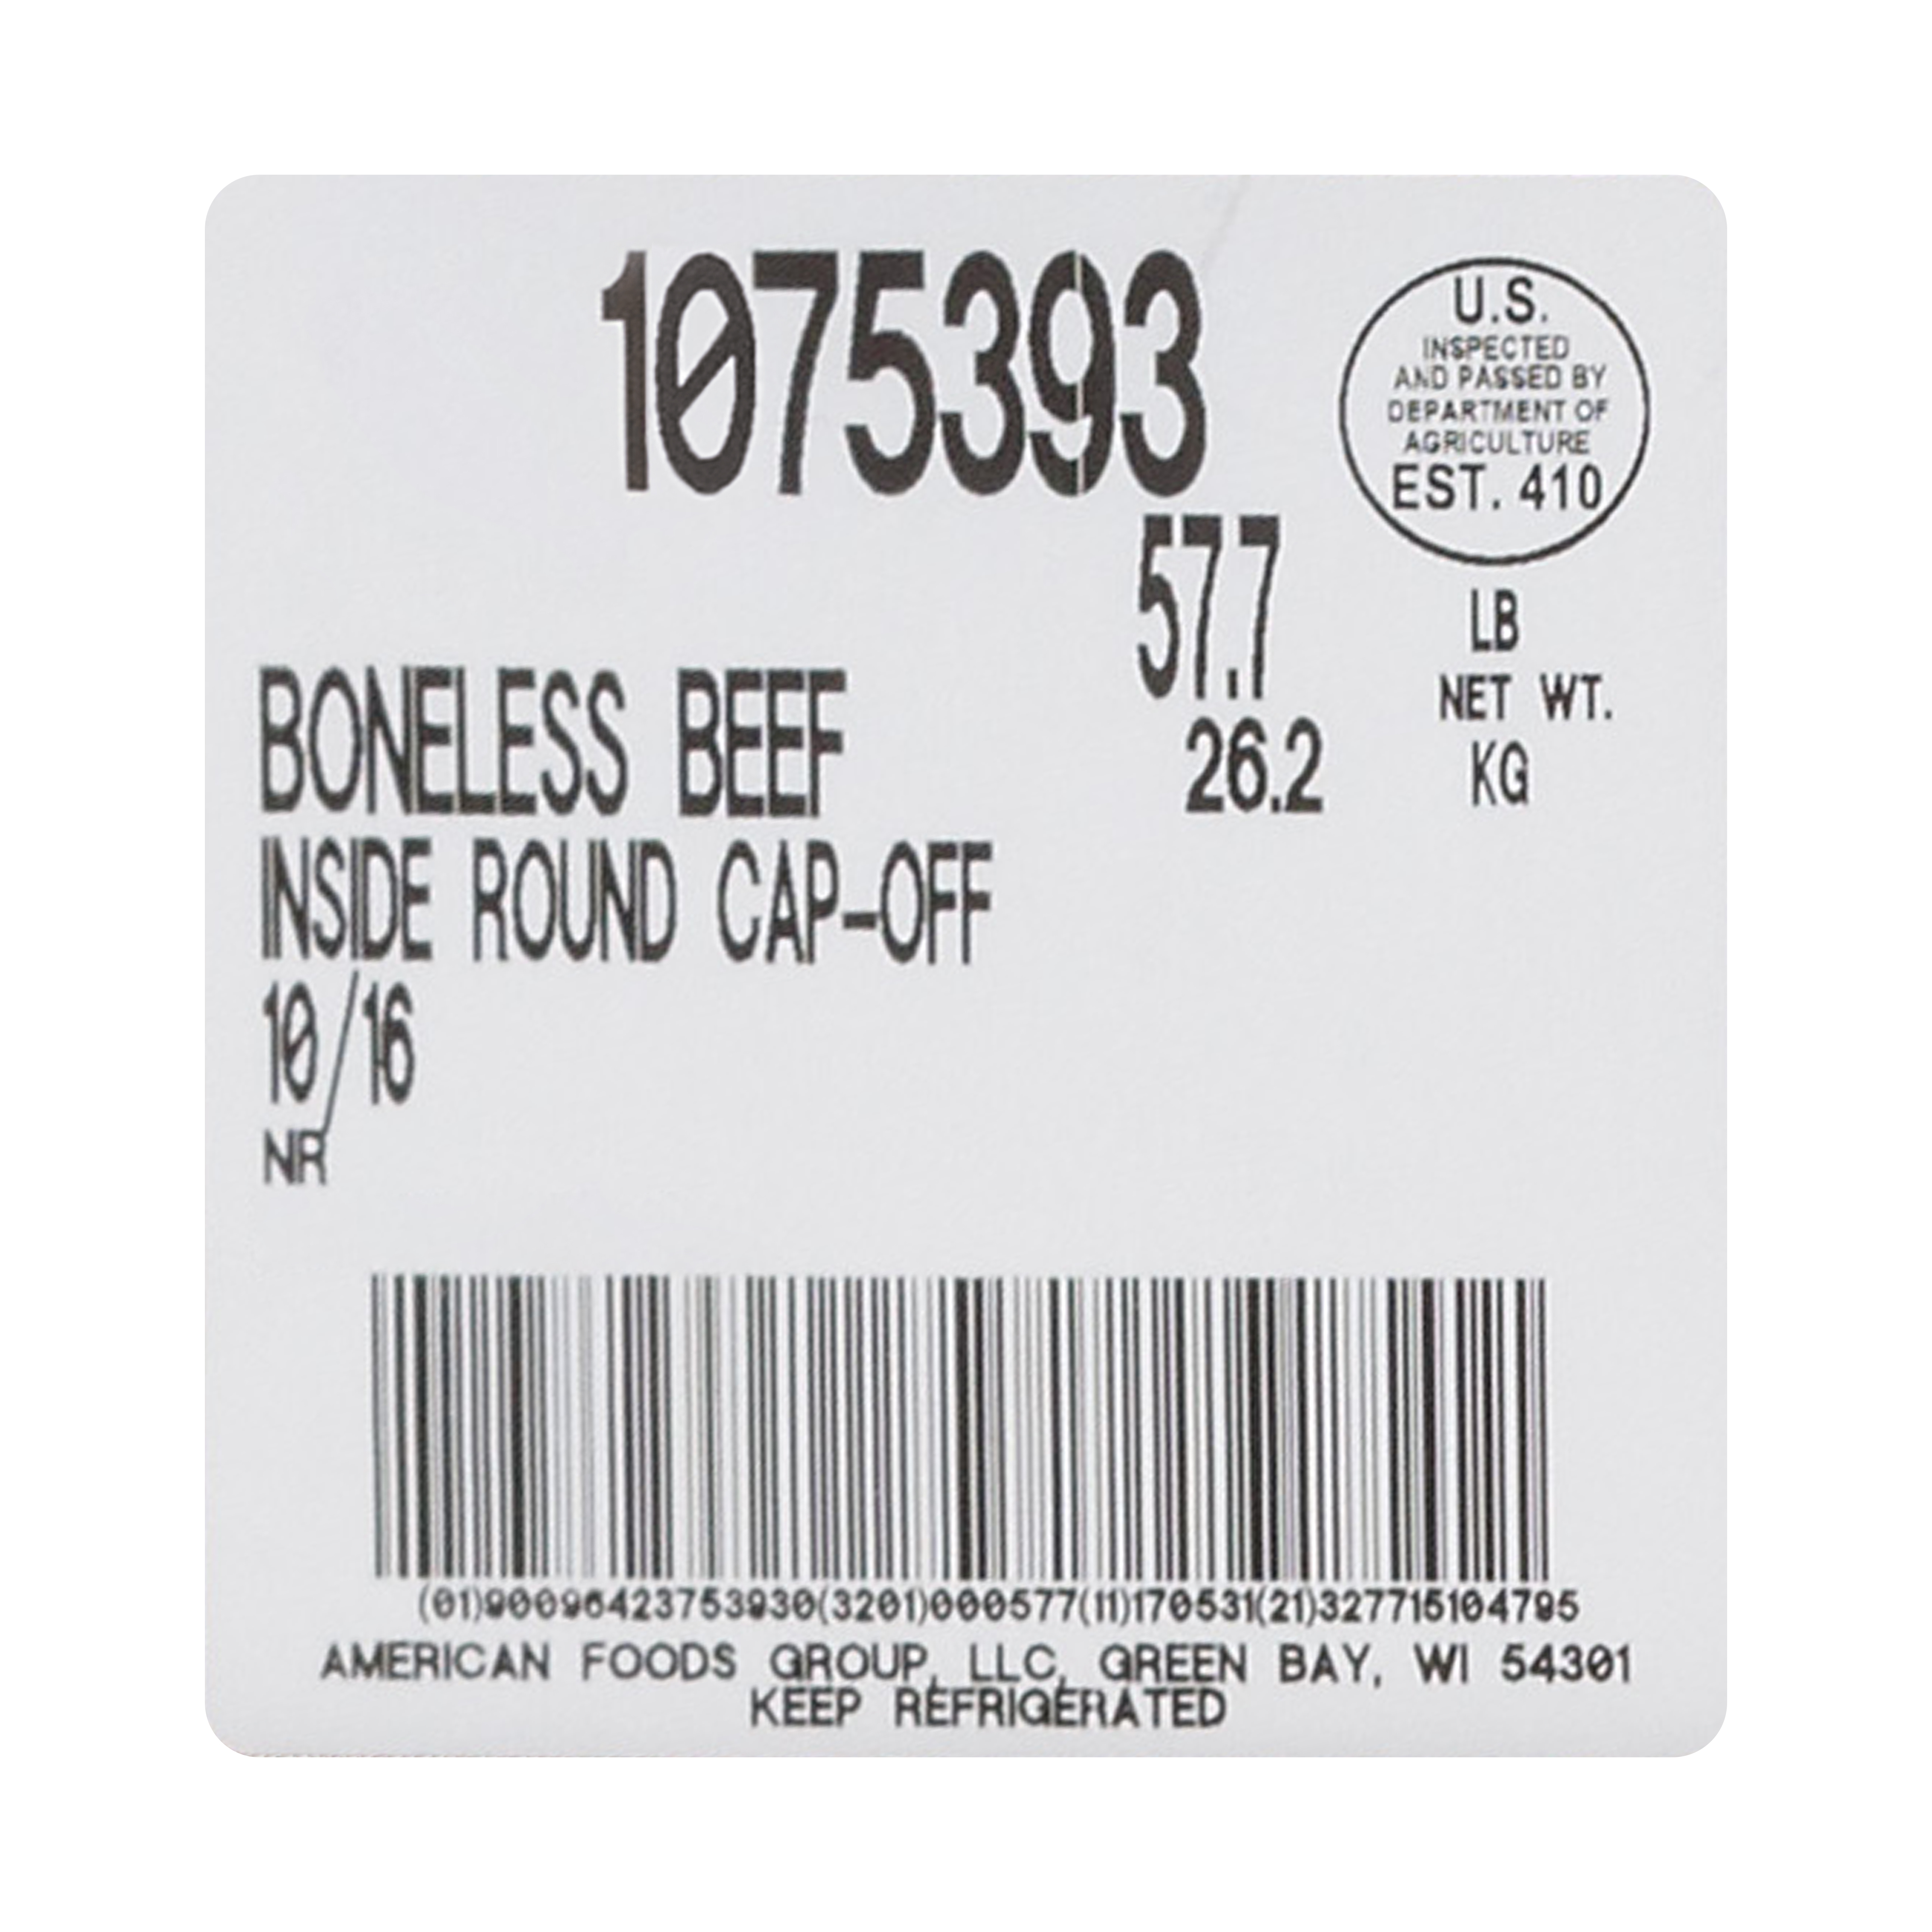 1075393
U.S.
INSPECTED
AND PASSED BY
DEPARTMENT OF
AGRICULTURE
EST. 410
57.7 LB
NET WT.
BONELESS BEEF 26.2 KG
INSIDE ROUND CAP-OFF
10/16
NR
(01)90096423753930(3201)000577(11)170531(21)327715104795
AMERICAN FOODS GROUP, LLC, GREEN BAY, WI 54301
KEEP REFRIGERATED